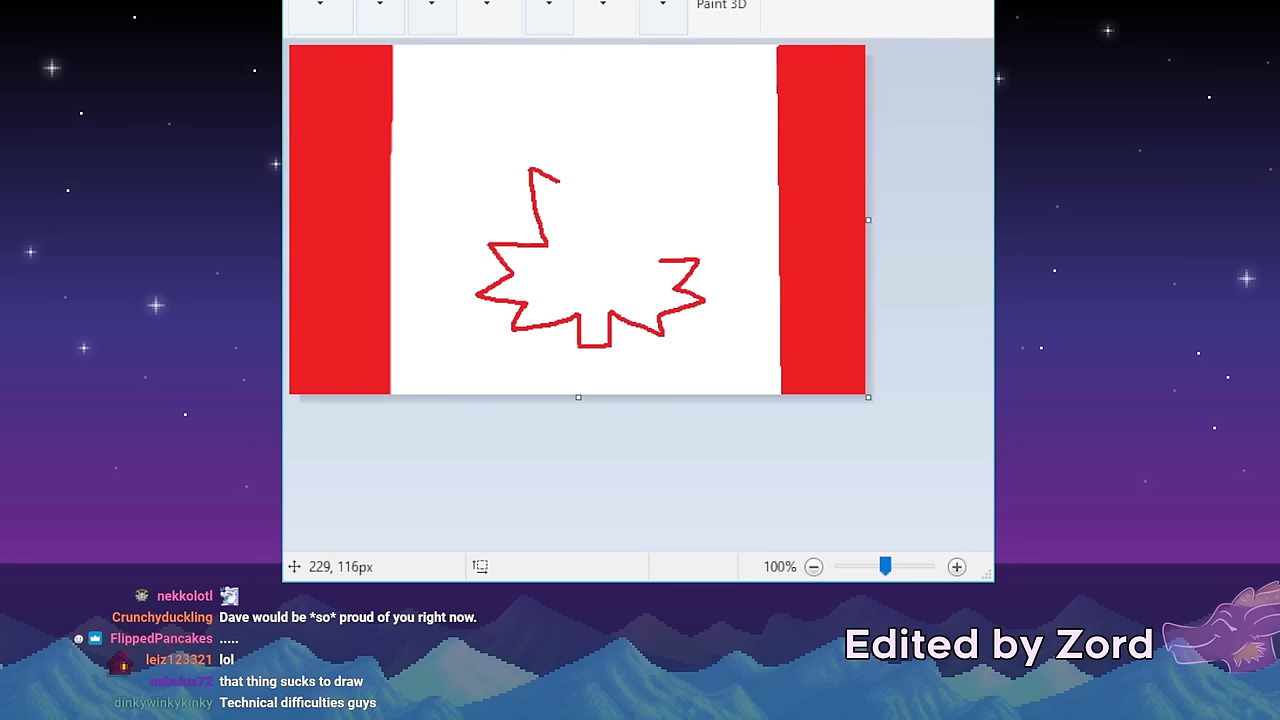 Paint 3D
229, 116px
100%
nekkolotl
Crunchyduckling Dave would be *so* proud of you right now.
FlippedPancakes .....
leiz123321 lol
that thing sucks to draw
dinkywinkykinky Technical difficulties guys
Edited by Zord